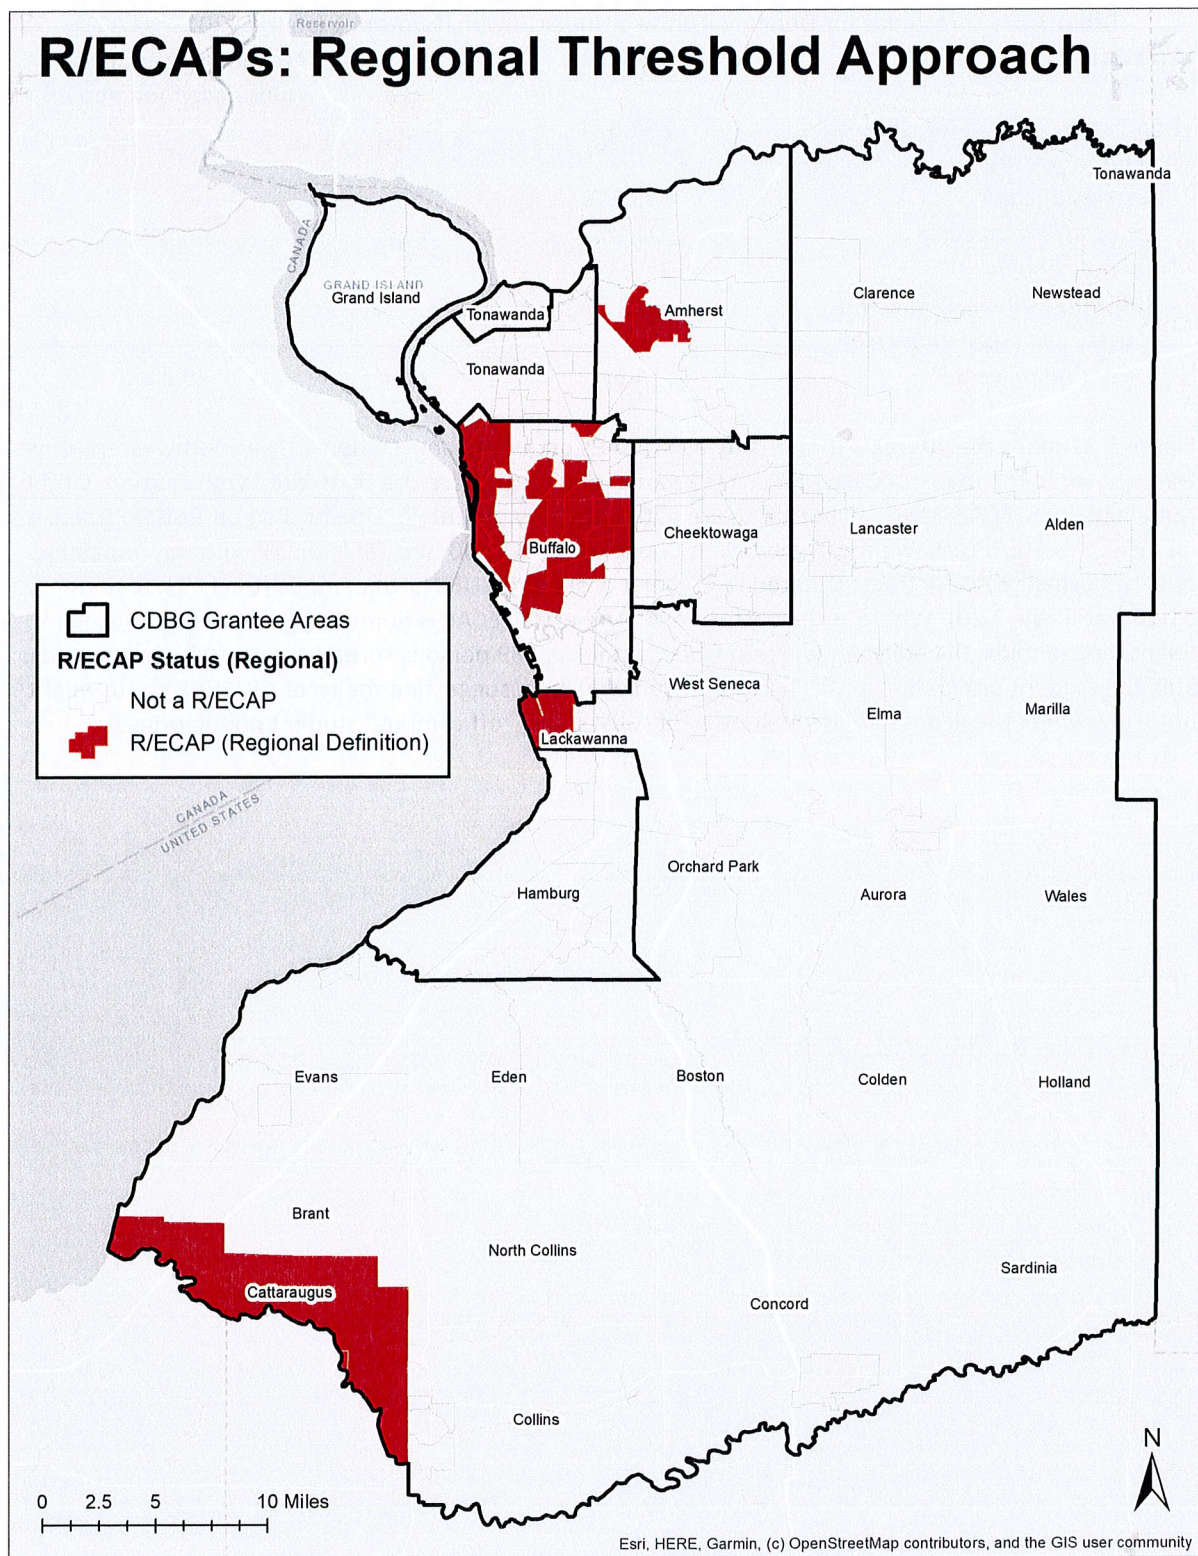 Reservoir
R/ECAPs: Regional Threshold Approach
Tonawanda
CANADA
GRAND ISLAND
Grand Island
Clarence
Newstead
Tonawanda
Amherst
Tonawanda
Buffalo
Cheektowaga
Lancaster
Alden
CDBG Grantee Areas
R/ECAP Status (Regional)
Not a R/ECAP
R/ECAP (Regional Definition)
West Seneca
Elma
Marilla
Lackawanna
CANADA
UNITED STATES
Hamburg
Orchard Park
Aurora
Wales
Evans
Eden
Boston
Colden
Holland
Brant
North Collins
Sardinia
Cattaraugus
Concord
Collins
N
0 2.5 5 10 Miles
Esri, HERE, Garmin, (c) OpenStreetMap contributors, and the GIS user community